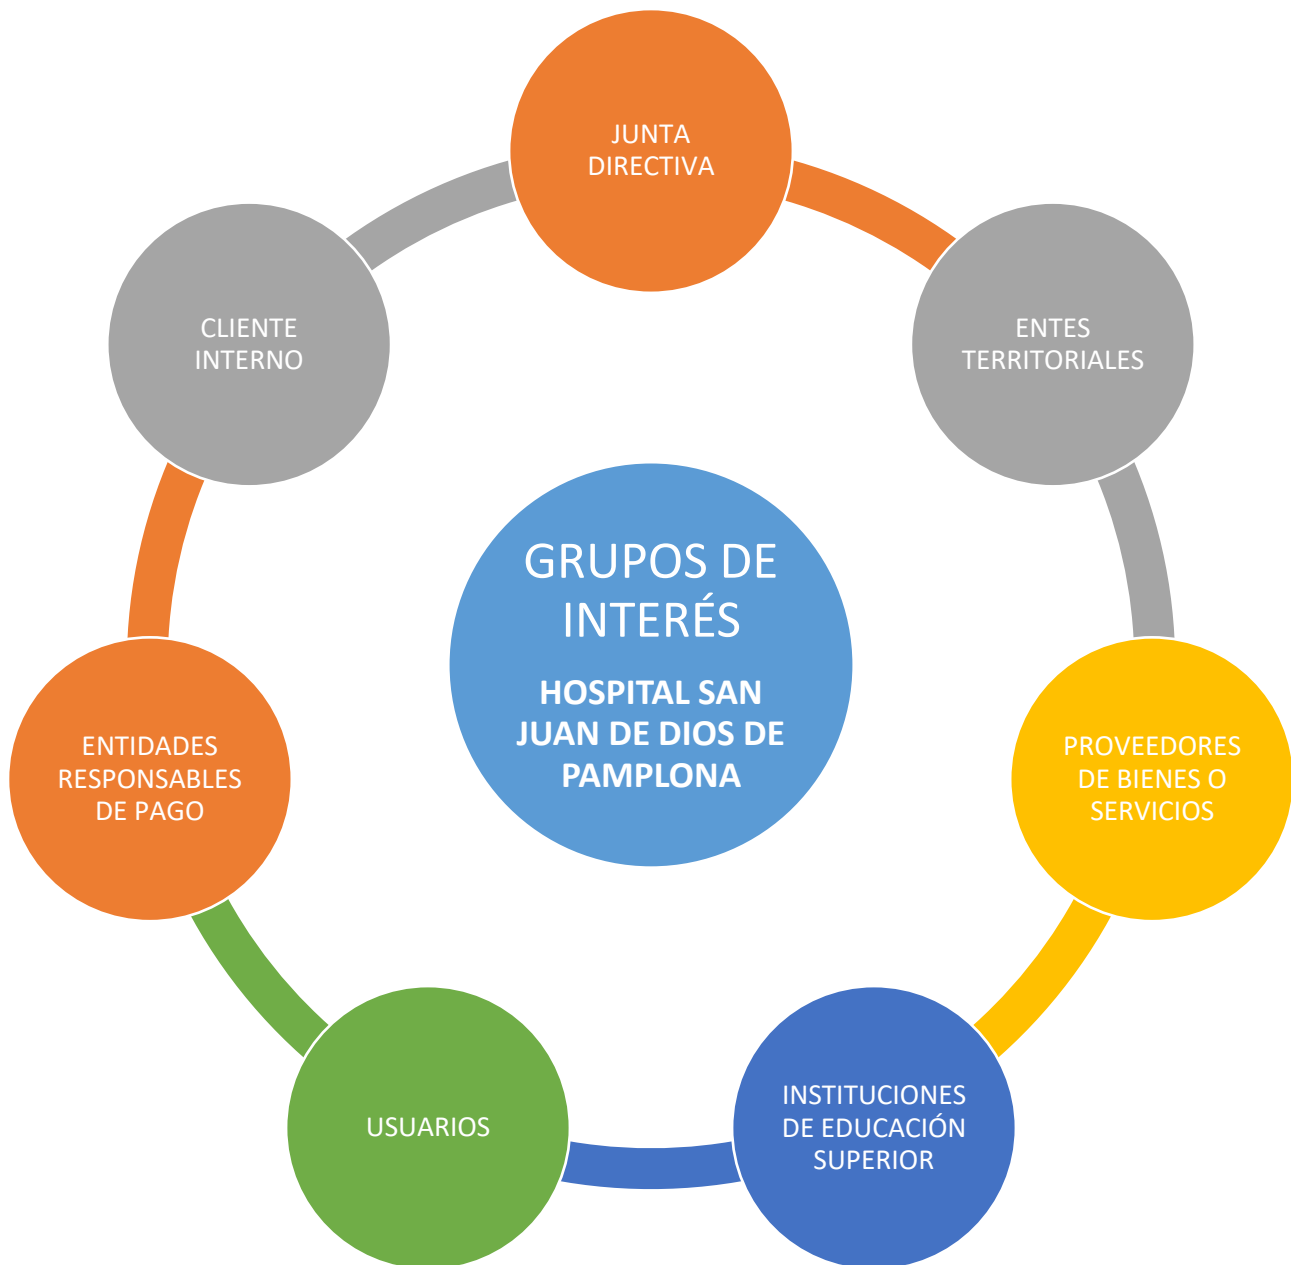 JUNTA
DIRECTIVA
ENTES
TERRITORIALES
PROVEEDORES
DE BIENES O
SERVICIOS
INSTITUCIONES
DE EDUCACIÓN
SUPERIOR
USUARIOS
ENTIDADES
RESPONSABLES
DE PAGO
CLIENTE
INTERNO
GRUPOS DE
INTERÉS
HOSPITAL SAN
JUAN DE DIOS DE
PAMPLONA